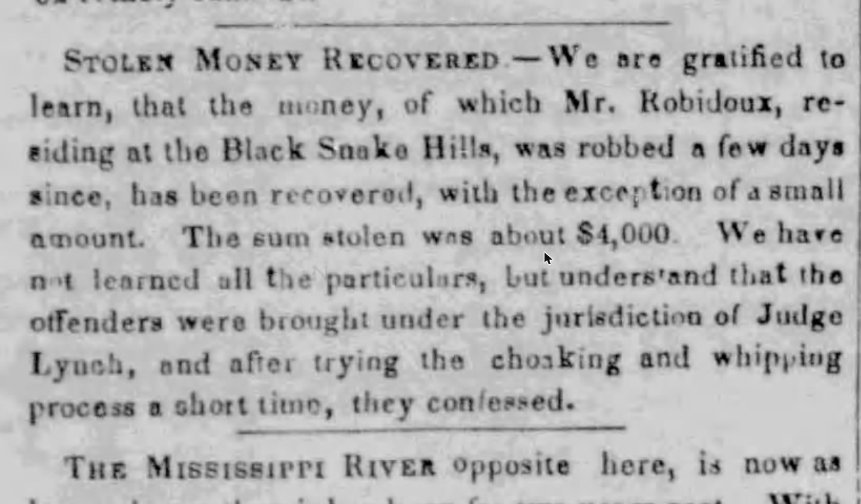 STOLEN MONEY RECOVERED.—We are gratified to
learn, that the money, of which Mr. Robidoux, re-
siding at the Black Snake Hills, was robbed a few days
since, has been recovered, with the exception of a small
amount. The sum stolen was about $4,000. We have
not learned all the particulars, but understand that the
offenders were brought under the jurisdiction of Judge
Lynch, and after trying the choaking and whipping
process a short time, they confessed.
THE MISSISSIPPI RIVER opposite here, is now as